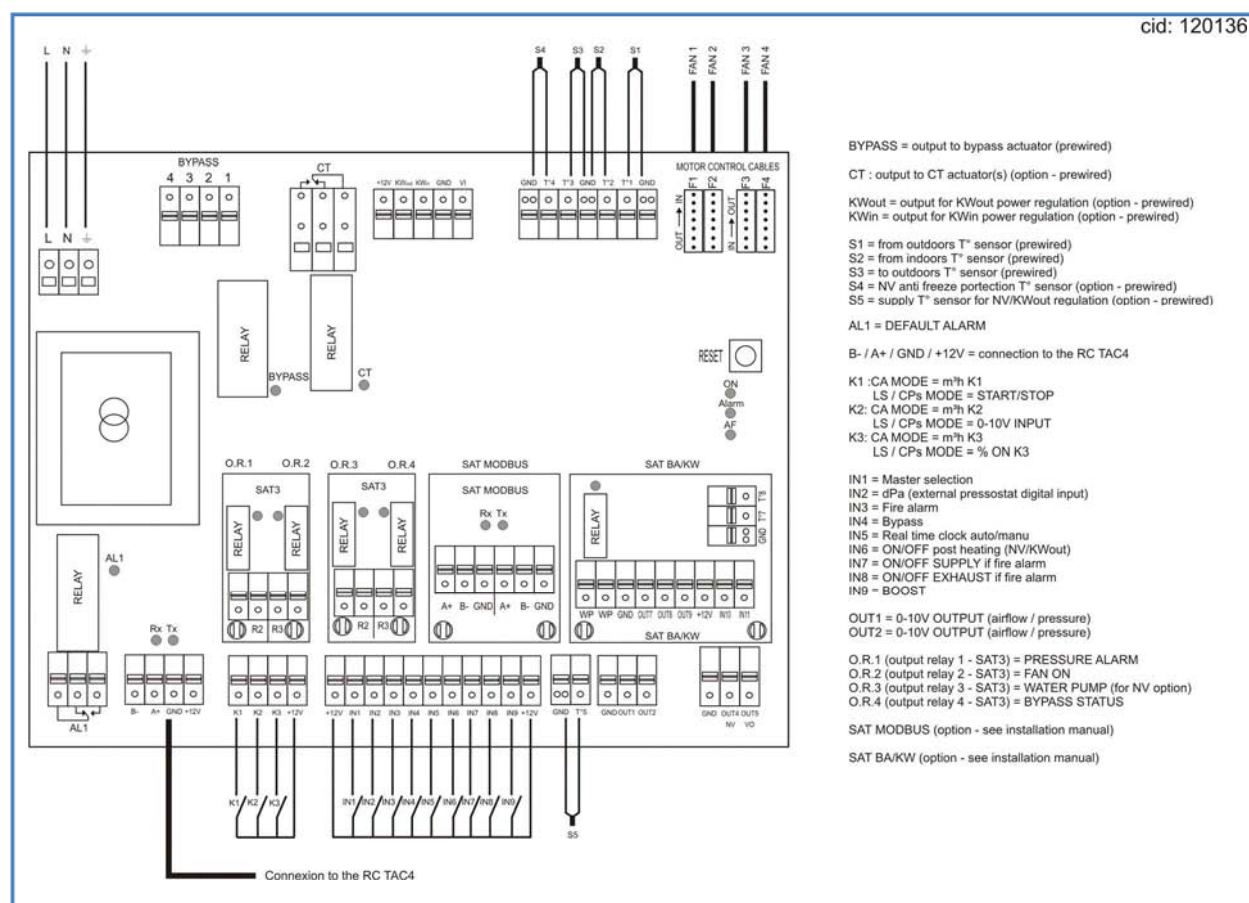 cid: 120136
L N
S4 S3 S2 S1
FAN 1 FAN 2 FAN 3 FAN 4
BYPASS
4 3 2 1
CT
+12V KWout KWin GND VI
GND T°4 T°3 GND T°2 T°1 GND
MOTOR CONTROL CABLES
F1 F2 F3 F4
OUT IN
IN OUT
L N
RELAY
RELAY
BYPASS
CT
RESET
ON
Alarm
AF
O.R.1 O.R.2 O.R.3 O.R.4 SAT MODBUS SAT BA/KW
SAT3
RELAY RELAY
SAT3
RELAY RELAY
SAT MODBUS
Rx Tx
RELAY
T°8
T°7
GND
RELAY
AL1
R2 R3
R2 R3
A+ B- GND A+ B- GND
WP WP GND OUT7 OUT8 OUT9 +12V IN10 IN11
SAT BA/KW
Rx Tx
AL1
B- A+ GND +12V
K1 K2 K3 +12V
+12V IN1 IN2 IN3 IN4 IN5 IN6 IN7 IN8 IN9 +12V
GND T°5
GND OUT1 OUT2
GND OUT4 OUT5
NV VO
K1 K2 K3
IN1 IN2 IN3 IN4 IN5 IN6 IN7 IN8 IN9
S5
Connexion to the RC TAC4
BYPASS = output to bypass actuator (prewired)
CT : output to CT actuator(s) (option - prewired)
KWout = output for KWout power regulation (option - prewired)
KWin = output for KWin power regulation (option - prewired)
S1 = from outdoors T° sensor (prewired)
S2 = from indoors T° sensor (prewired)
S3 = to outdoors T° sensor (prewired)
S4 = NV anti freeze portection T° sensor (option - prewired)
S5 = supply T° sensor for NV/KWout regulation (option - prewired)
AL1 = DEFAULT ALARM
B- / A+ / GND / +12V = connection to the RC TAC4
K1 :CA MODE = m³h K1
LS / CPs MODE = START/STOP
K2: CA MODE = m³h K2
LS / CPs MODE = 0-10V INPUT
K3: CA MODE = m³h K3
LS / CPs MODE = % ON K3
IN1 = Master selection
IN2 = dPa (external pressostat digital input)
IN3 = Fire alarm
IN4 = Bypass
IN5 = Real time clock auto/manu
IN6 = ON/OFF post heating (NV/KWout)
IN7 = ON/OFF SUPPLY if fire alarm
IN8 = ON/OFF EXHAUST if fire alarm
IN9 = BOOST
OUT1 = 0-10V OUTPUT (airflow / pressure)
OUT2 = 0-10V OUTPUT (airflow / pressure)
O.R.1 (output relay 1 - SAT3) = PRESSURE ALARM
O.R.2 (output relay 2 - SAT3) = FAN ON
O.R.3 (output relay 3 - SAT3) = WATER PUMP (for NV option)
O.R.4 (output relay 4 - SAT3) = BYPASS STATUS
SAT MODBUS (option - see installation manual)
SAT BA/KW (option - see installation manual)